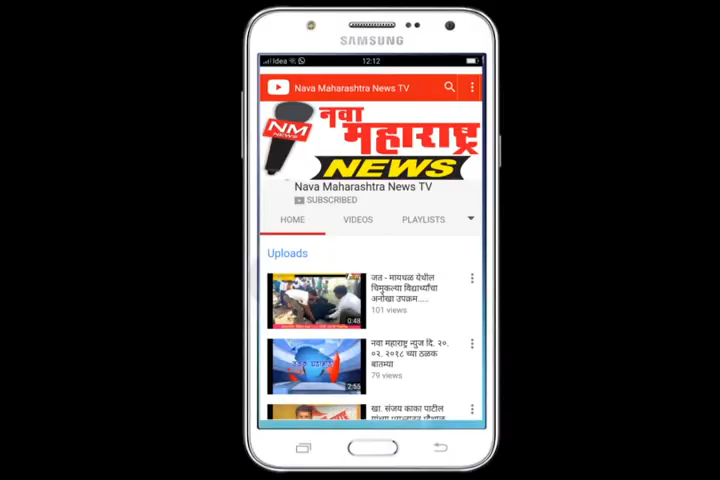 SAMSUNG
Idea 12:12
Nava Maharashtra News TV
NM
NEWS
नवा
महाराष्ट्र
NEWS
Nava Maharashtra News TV
SUBSCRIBED
HOME VIDEOS PLAYLISTS
Uploads
जत - मायथळ येथील
चिमुकल्या विद्यार्थ्यांचा
अनोखा उपक्रम.....
101 views
0:48
नवा महाराष्ट्र न्युज दि. २०.
०२. २०१८ च्या ठळक
बातम्या
79 views
2:55
खा. संजय काका पाटील